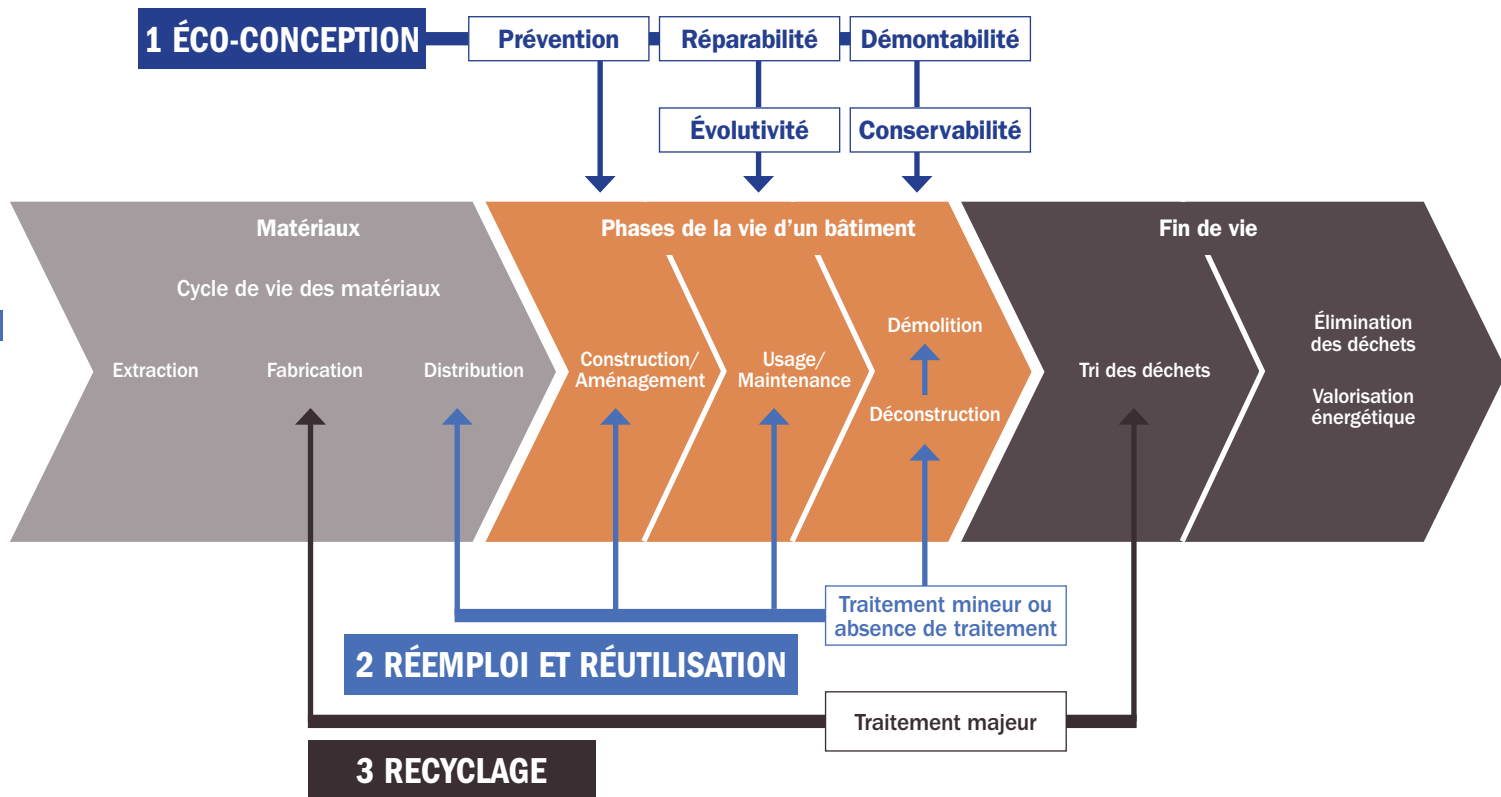 1 ÉCO-CONCEPTION
Prévention
Réparabilité
Démontabilité
Évolutivité
Conservabilité
Matériaux
Phases de la vie d'un bâtiment
Fin de vie
Cycle de vie des matériaux
Extraction
Fabrication
Distribution
Construction/
Aménagement
Usage/
Maintenance
Démolition
Déconstruction
Tri des déchets
Élimination
des déchets
Valorisation
énergétique
Traitement mineur ou
absence de traitement
2 RÉEMPLOI ET RÉUTILISATION
Traitement majeur
3 RECYCLAGE